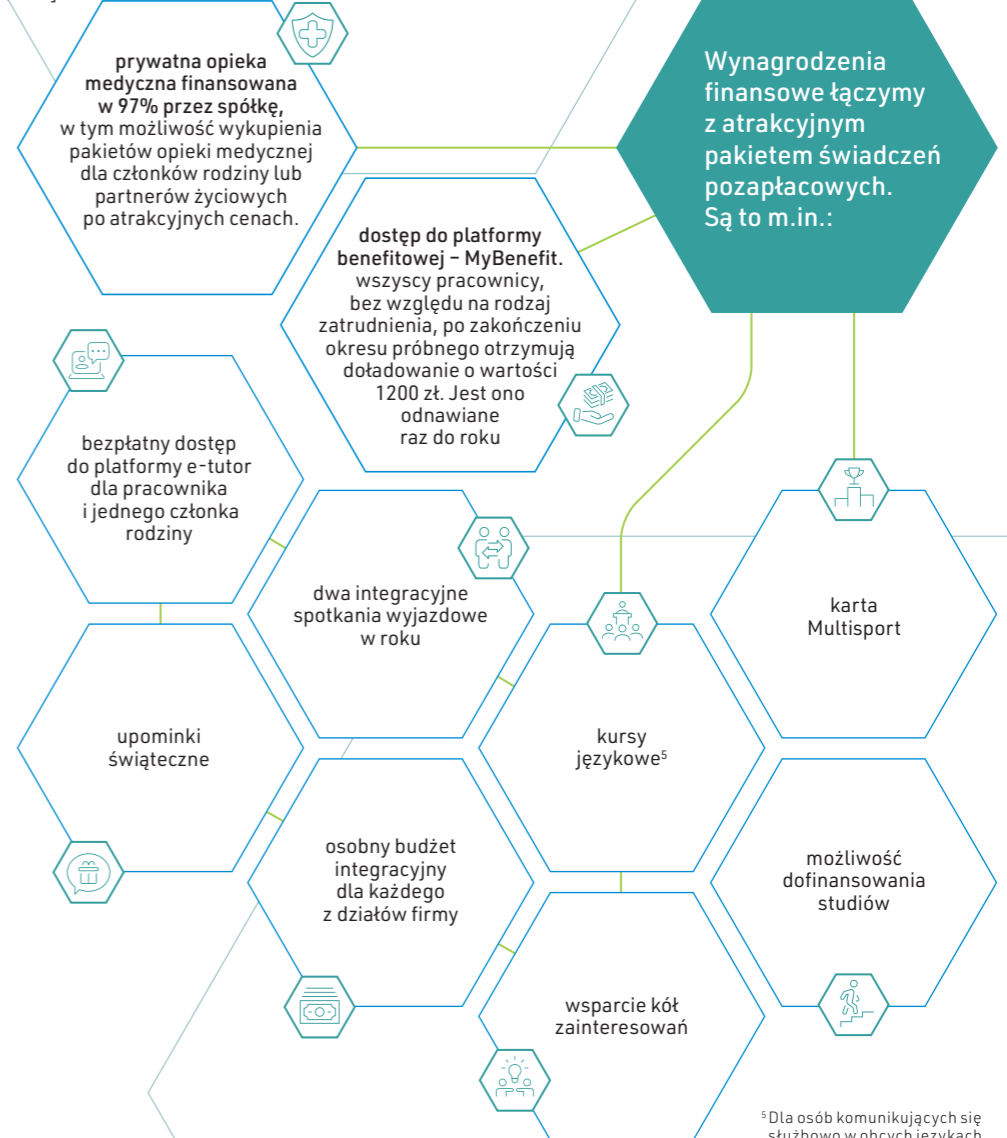 Wynagrodzenia
finansowe łączymy
z atrakcyjnym
pakietem świadczeń
pozapłacowych.
Są to m.in.:
prywatna opieka
medyczna finansowana
w 97% przez spółkę,
w tym możliwość wykupienia
pakietów opieki medycznej
dla członków rodziny lub
partnerów życiowych
po atrakcyjnych cenach.
dostęp do platformy
benefitowej – MyBenefit.
wszyscy pracownicy,
bez względu na rodzaj
zatrudnienia, po zakończeniu
okresu próbnego otrzymują
doładowanie o wartości
1200 zł. Jest ono
odnawiane
raz do roku
bezpłatny dostęp
do platformy e-tutor
dla pracownika
i jednego członka
rodziny
dwa integracyjne
spotkania wyjazdowe
w roku
karta
Multisport
upominki
świąteczne
kursy
językowe⁵
osobny budżet
integracyjny
dla każdego
z działów firmy
możliwość
dofinansowania
studiów
wsparcie kół
zainteresowań
⁵ Dla osób komunikujących się
służbowo w obcych językach